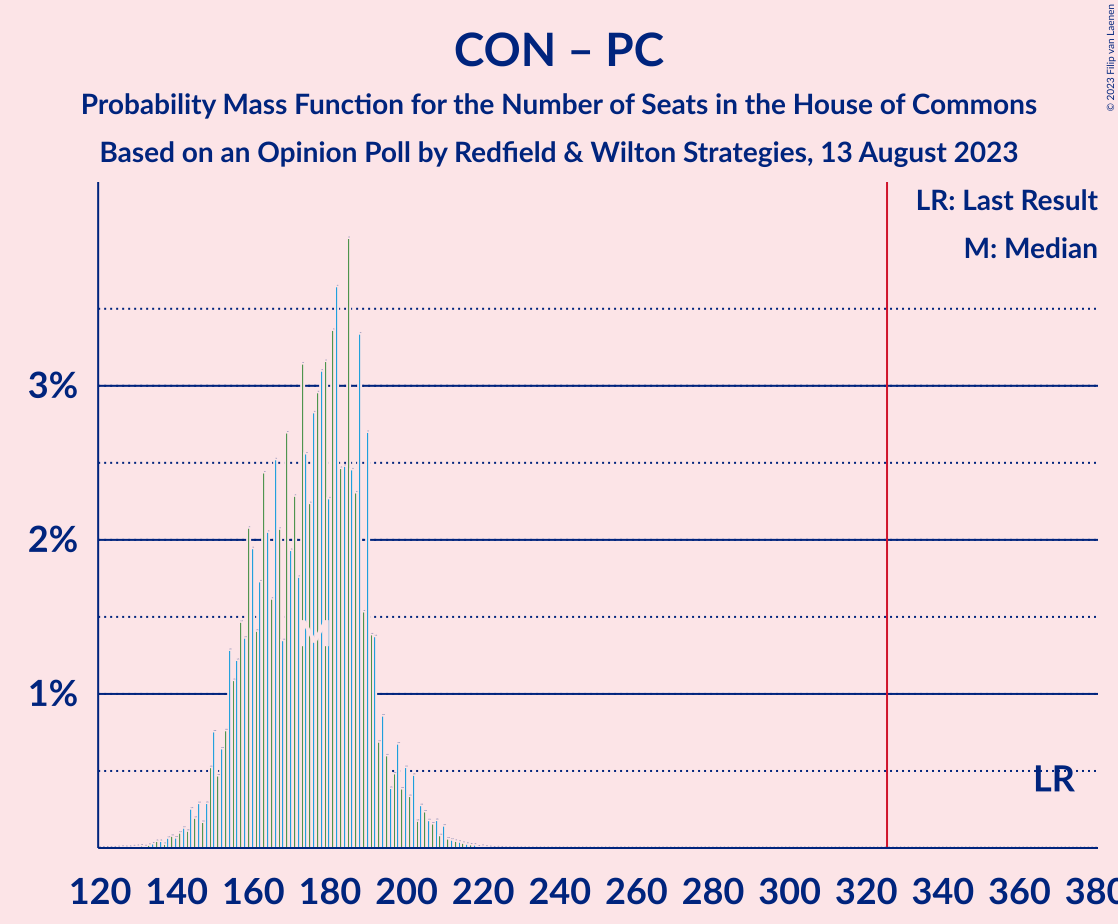 CON – PC
Probability Mass Function for the Number of Seats in the House of Commons
Based on an Opinion Poll by Redfield & Wilton Strategies, 13 August 2023
© 2023 Filip van Laenen
LR: Last Result
M: Median
3%
2%
1%
M
LR
120 140 160 180 200 220 240 260 280 300 320 340 360 380